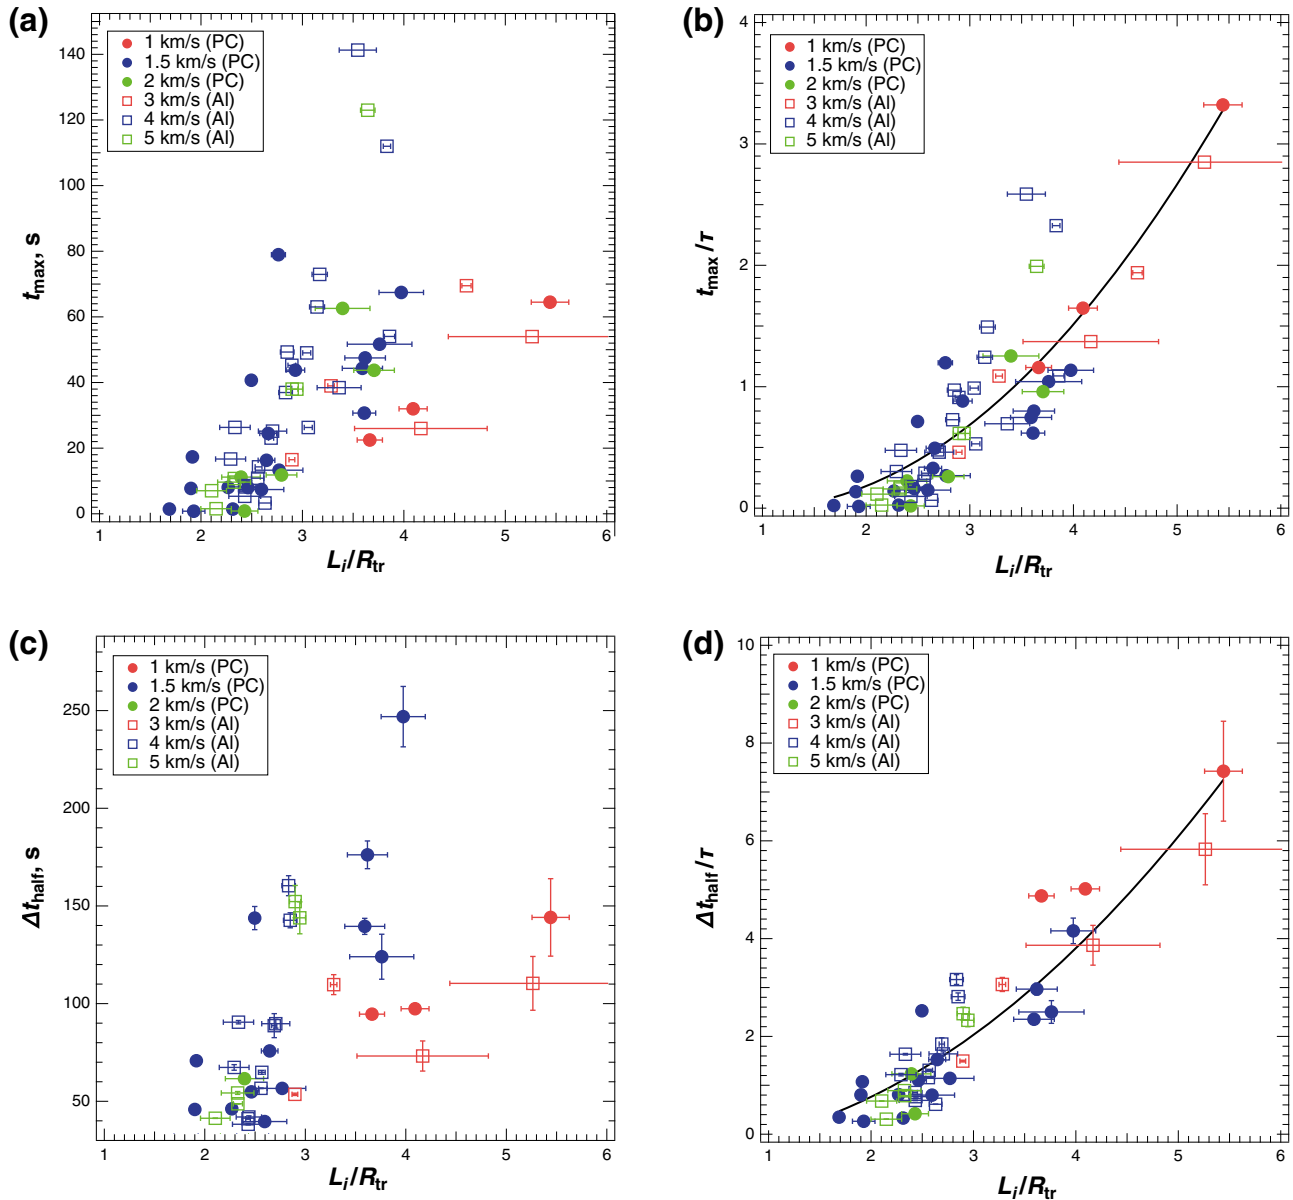 (a)
1 km/s (PC)
1.5 km/s (PC)
2 km/s (PC)
3 km/s (Al)
4 km/s (Al)
5 km/s (Al)
140
120
100
80
60
40
20
0
t_max, s
1 2 3 4 5 6
L_i/R_tr
(b)
1 km/s (PC)
1.5 km/s (PC)
2 km/s (PC)
3 km/s (Al)
4 km/s (Al)
5 km/s (Al)
4
3
2
1
0
t_max/τ
1 2 3 4 5 6
L_i/R_tr
(c)
1 km/s (PC)
1.5 km/s (PC)
2 km/s (PC)
3 km/s (Al)
4 km/s (Al)
5 km/s (Al)
250
200
150
100
50
Δt_half, s
1 2 3 4 5 6
L_i/R_tr
(d)
1 km/s (PC)
1.5 km/s (PC)
2 km/s (PC)
3 km/s (Al)
4 km/s (Al)
5 km/s (Al)
10
8
6
4
2
0
Δt_half/τ
1 2 3 4 5 6
L_i/R_tr